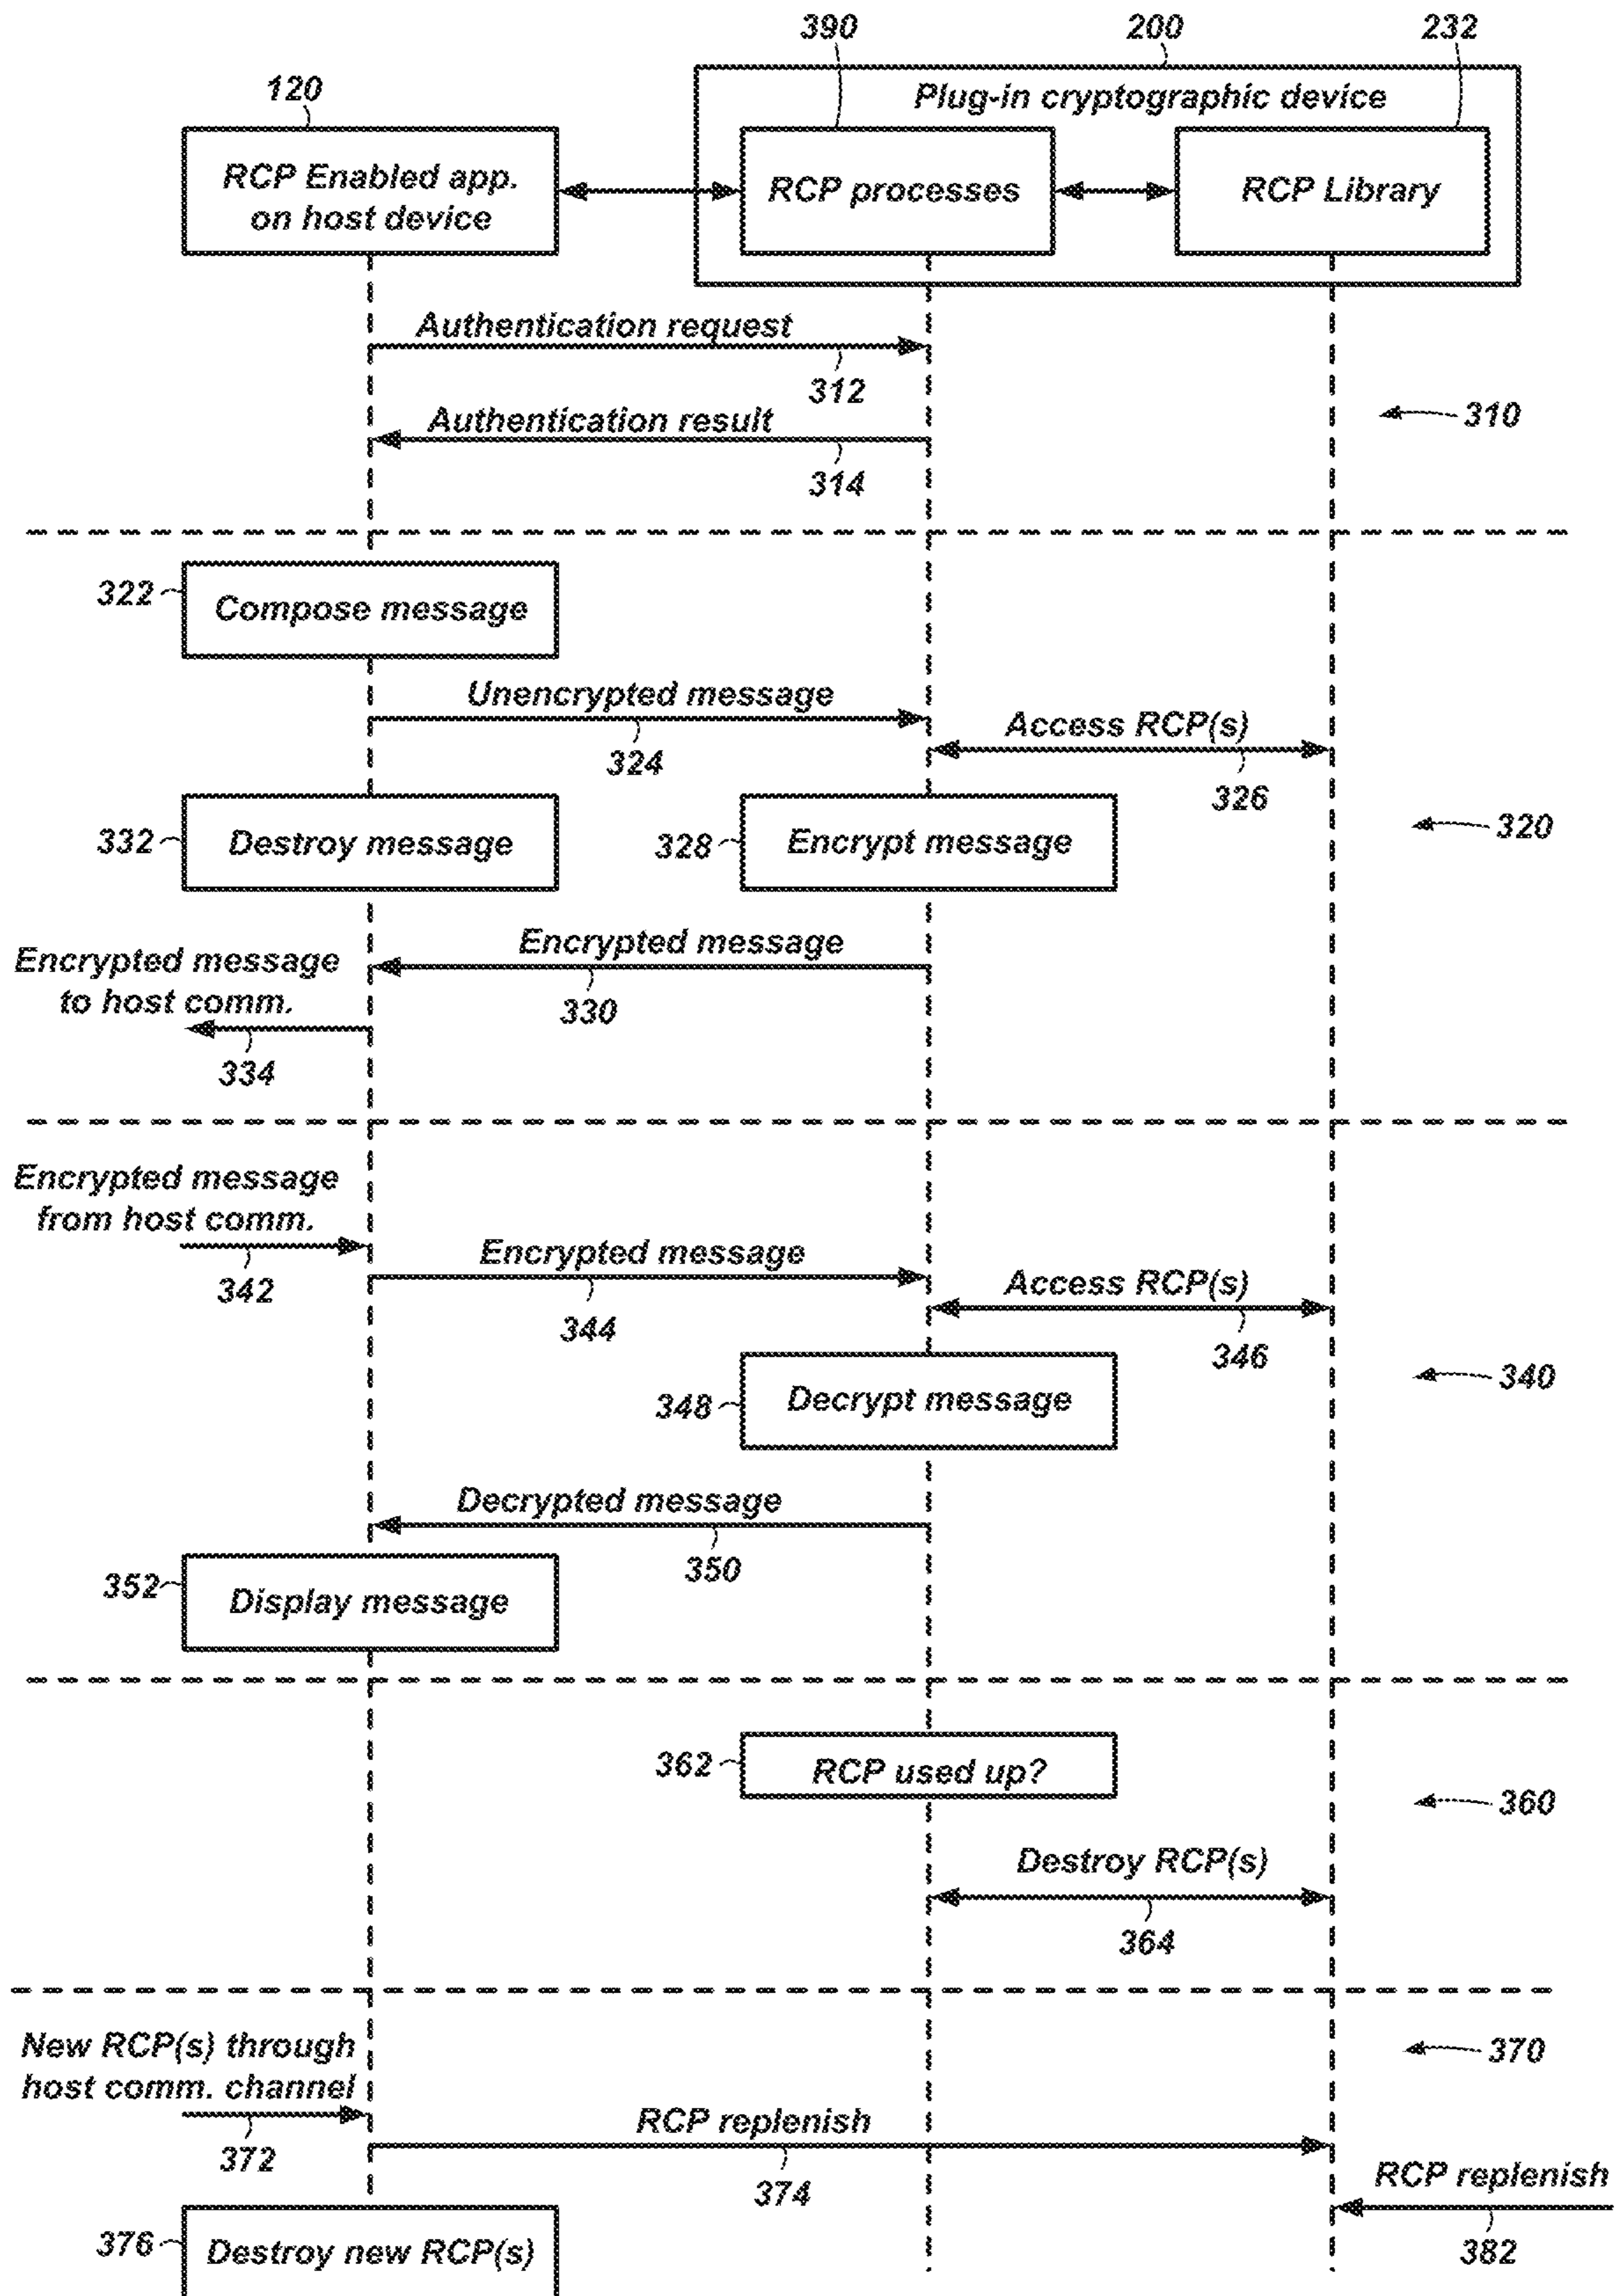 390
200
232
Plug-in cryptographic device
120
RCP Enabled app.
on host device
RCP processes
RCP Library
Authentication request
312
310
Authentication result
314
322
Compose message
Unencrypted message
324
Access RCP(s)
326
332
Destroy message
328
Encrypt message
320
Encrypted message
330
Encrypted message
to host comm.
334
Encrypted message
from host comm.
342
Encrypted message
344
Access RCP(s)
346
348
Decrypt message
340
Decrypted message
350
352
Display message
362
RCP used up?
360
Destroy RCP(s)
364
New RCP(s) through
host comm. channel
372
370
RCP replenish
374
RCP replenish
382
376
Destroy new RCP(s)